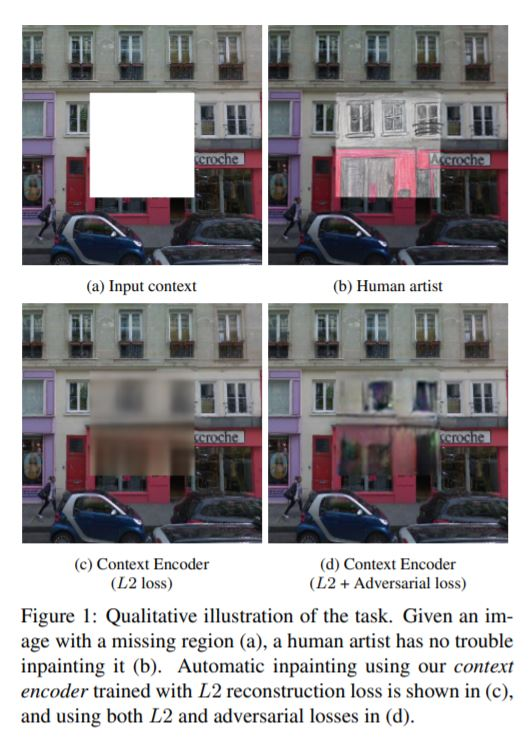 ccroche
Accroche
(a) Input context
(b) Human artist
ccroche
ccroche
(c) Context Encoder
(L2 loss)
(d) Context Encoder
(L2 + Adversarial loss)
Figure 1: Qualitative illustration of the task. Given an im-
age with a missing region (a), a human artist has no trouble
inpainting it (b). Automatic inpainting using our context
encoder trained with L2 reconstruction loss is shown in (c),
and using both L2 and adversarial losses in (d).